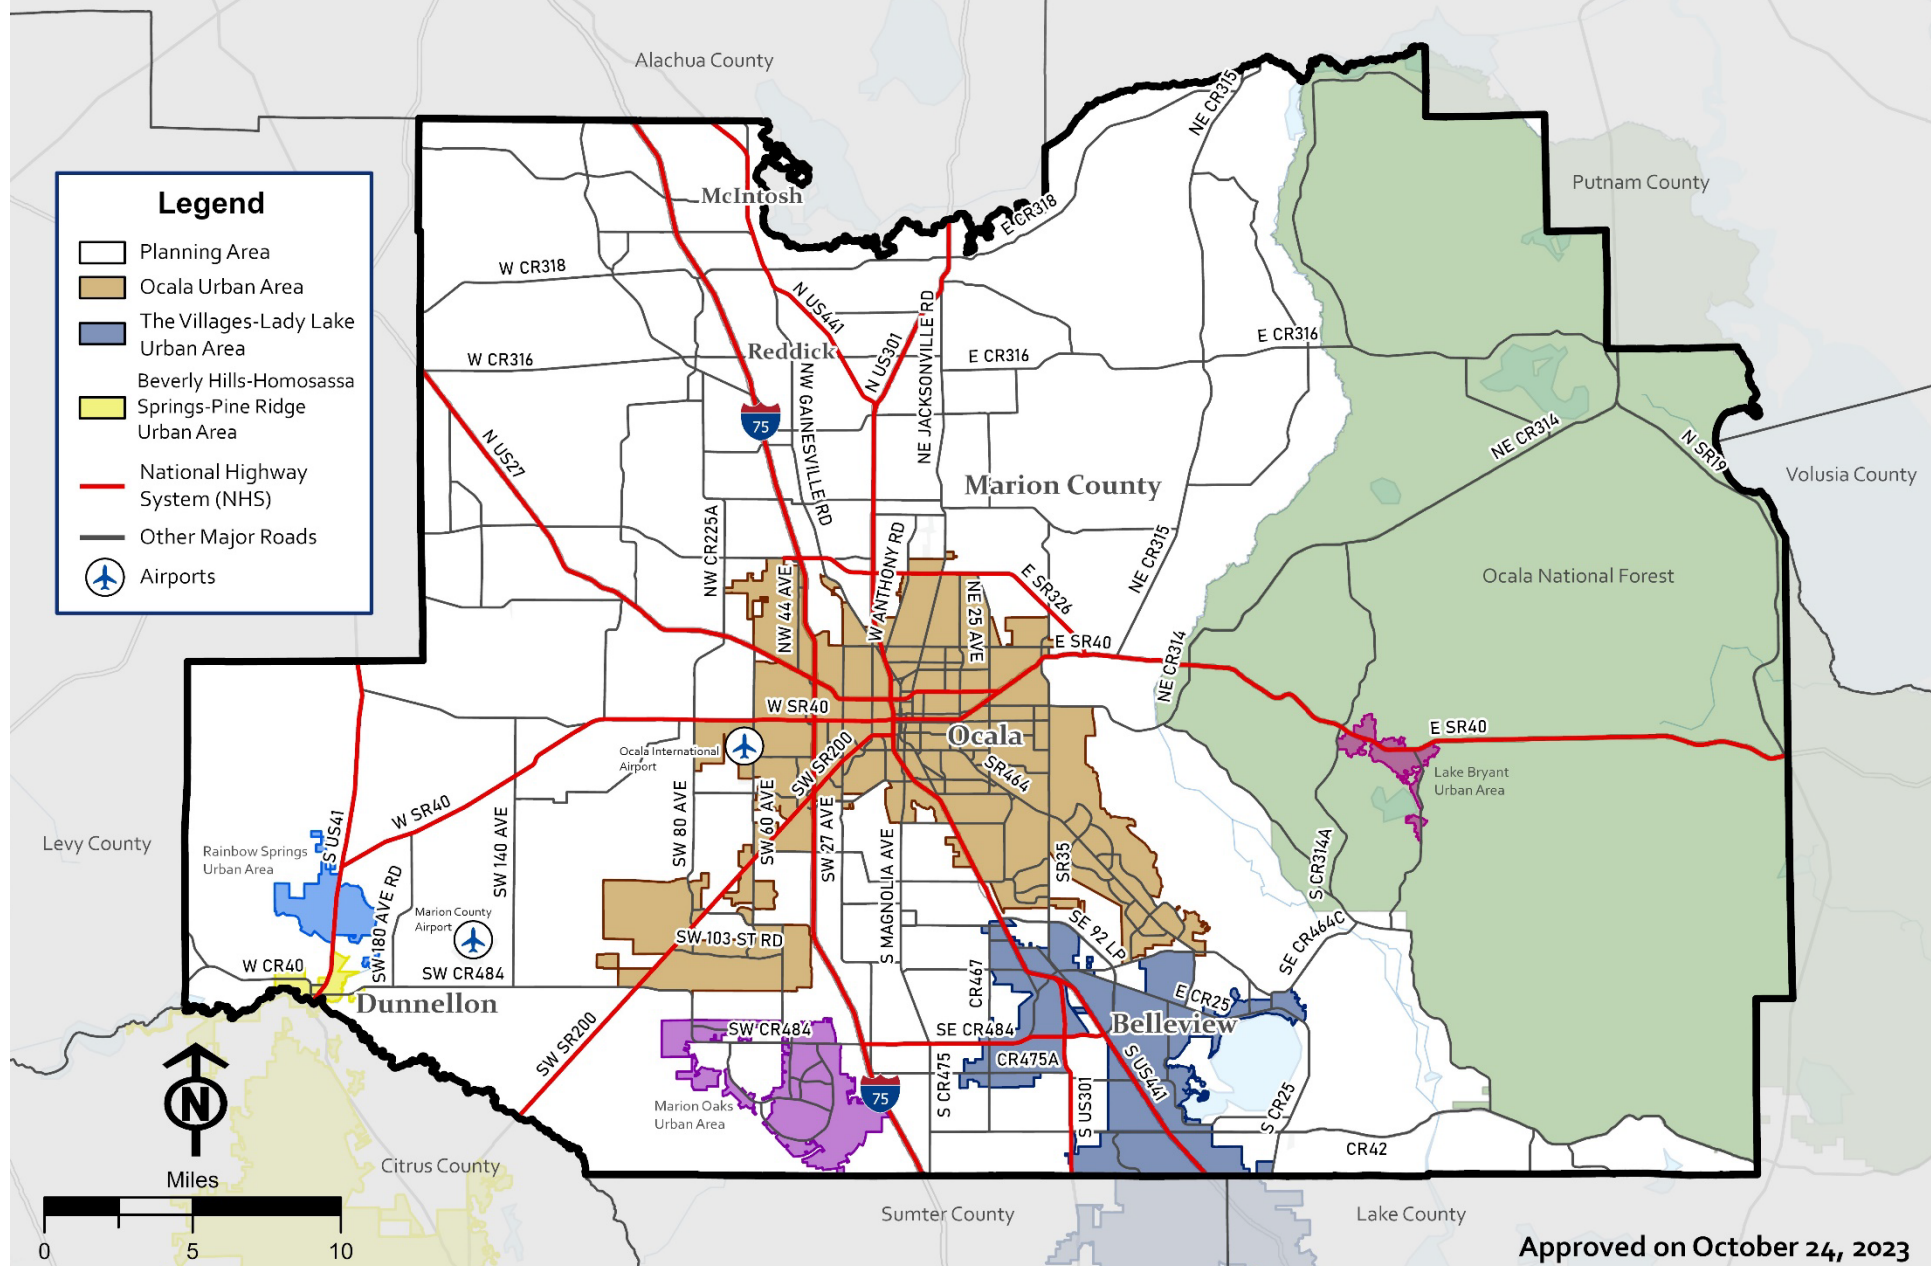 Alachua County
NE CR315
Putnam County
Legend
Planning Area
Ocala Urban Area
The Villages-Lady Lake
Urban Area
Beverly Hills-Homosassa
Springs-Pine Ridge
Urban Area
National Highway
System (NHS)
Other Major Roads
Airports
McIntosh
E CR318
W CR318
N US441
NE JACKSONVILLE RD
E CR316
W CR316
Reddick
N US301
E CR316
NW GAINESVILLE RD
75
N US27
NE CR314
N SR19
Volusia County
Marion County
NW CR225A
W ANTHONY RD
NE CR315
NW 44 AVE
NE 25 AVE
E SR326
Ocala National Forest
E SR40
NE CR314
W SR40
Ocala
E SR40
Ocala International
Airport
SW SR200
SR464
Lake Bryant
Urban Area
W SR40
SW 80 AVE
SW 60 AVE
SW 27 AVE
S MAGNOLIA AVE
SR35
S CR314A
Levy County
Rainbow Springs
Urban Area
S US41
SW 140 AVE
SW 180 AVE RD
Marion County
Airport
SW 103 ST RD
SE 92 LP
SE CR464C
W CR40
SW CR484
CR467
E CR25
Dunnellon
SW SR200
SW CR484
SE CR484
Belleview
CR475A
S CR475
S US441
S US301
S CR25
N
75
Marion Oaks
Urban Area
CR42
Citrus County
Miles
0
5
10
Sumter County
Lake County
Approved on October 24, 2023